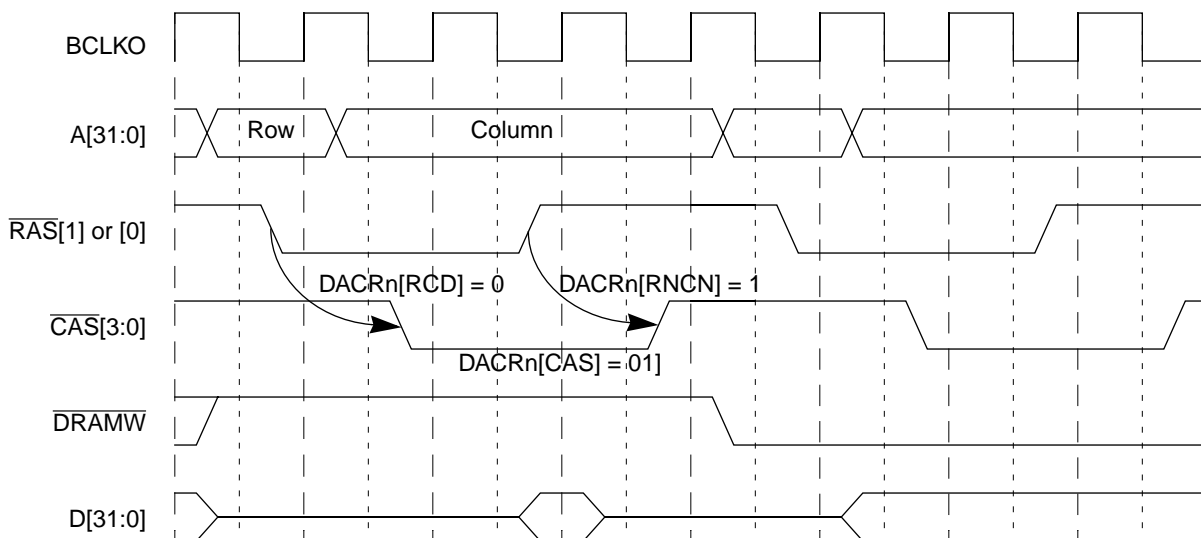 BCLKO
A[31:0]
Row
Column
RAS[1] or [0]
DACRn[RCD] = 0
DACRn[RNCN] = 1
CAS[3:0]
DACRn[CAS] = 01]
DRAMW
D[31:0]